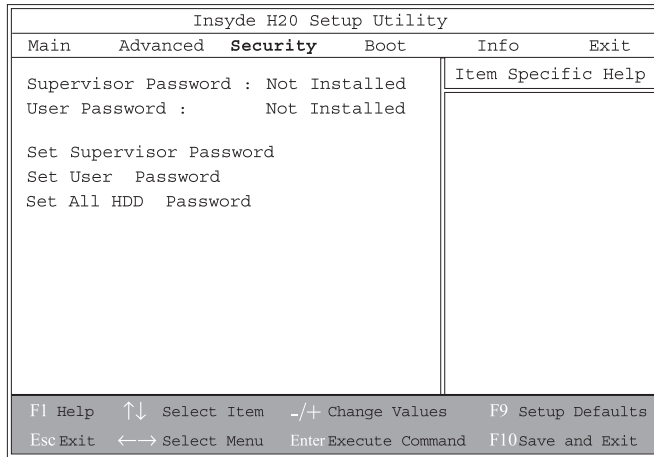 Insyde H20 Setup Utility
Main Advanced Security Boot Info Exit
Supervisor Password : Not Installed
User Password : Not Installed
Set Supervisor Password
Set User Password
Set All HDD Password
Item Specific Help
F1 Help ↑↓ Select Item -/+ Change Values F9 Setup Defaults
Esc Exit ←→ Select Menu Enter Execute Command F10 Save and Exit